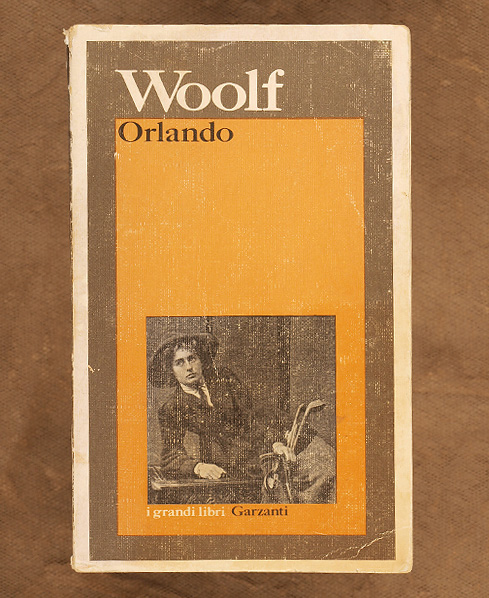 Woolf
Orlando
i grandi libri Garzanti